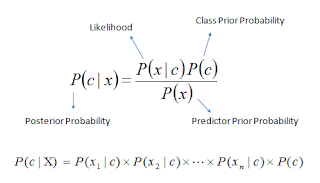 Likelihood
Class Prior Probability
P(c | x) = P(x | c)P(c) / P(x)
Posterior Probability
Predictor Prior Probability
P(c | X) = P(x₁ | c) × P(x₂ | c) × ⋯ × P(xₙ | c) × P(c)